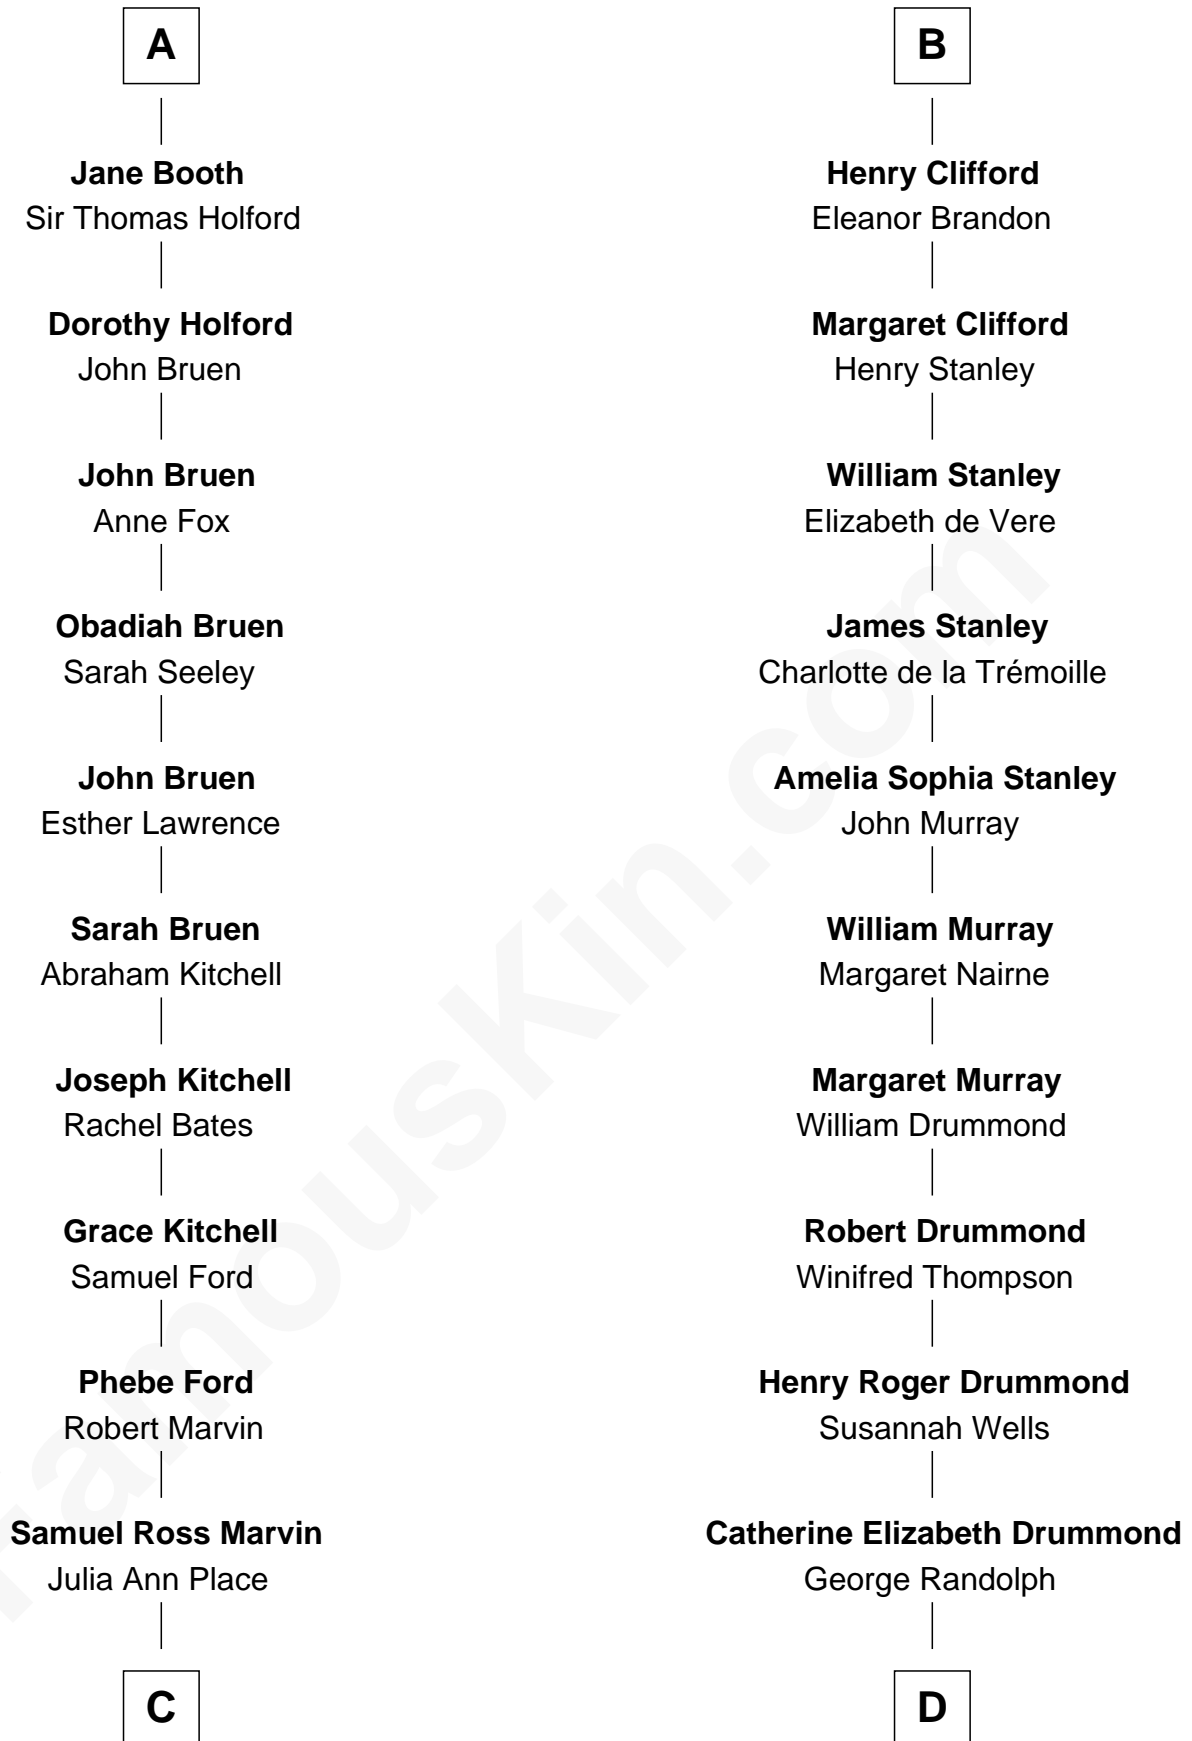 A
Jane Booth
Sir Thomas Holford
Dorothy Holford
John Bruen
John Bruen
Anne Fox
Obadiah Bruen
Sarah Seeley
John Bruen
Esther Lawrence
Sarah Bruen
Abraham Kitchell
Joseph Kitchell
Rachel Bates
Grace Kitchell
Samuel Ford
Phebe Ford
Robert Marvin
Samuel Ross Marvin
Julia Ann Place
C
B
Henry Clifford
Eleanor Brandon
Margaret Clifford
Henry Stanley
William Stanley
Elizabeth de Vere
James Stanley
Charlotte de la Trémoille
Amelia Sophia Stanley
John Murray
William Murray
Margaret Nairne
Margaret Murray
William Drummond
Robert Drummond
Winifred Thompson
Henry Roger Drummond
Susannah Wells
Catherine Elizabeth Drummond
George Randolph
D
FamousKin.com